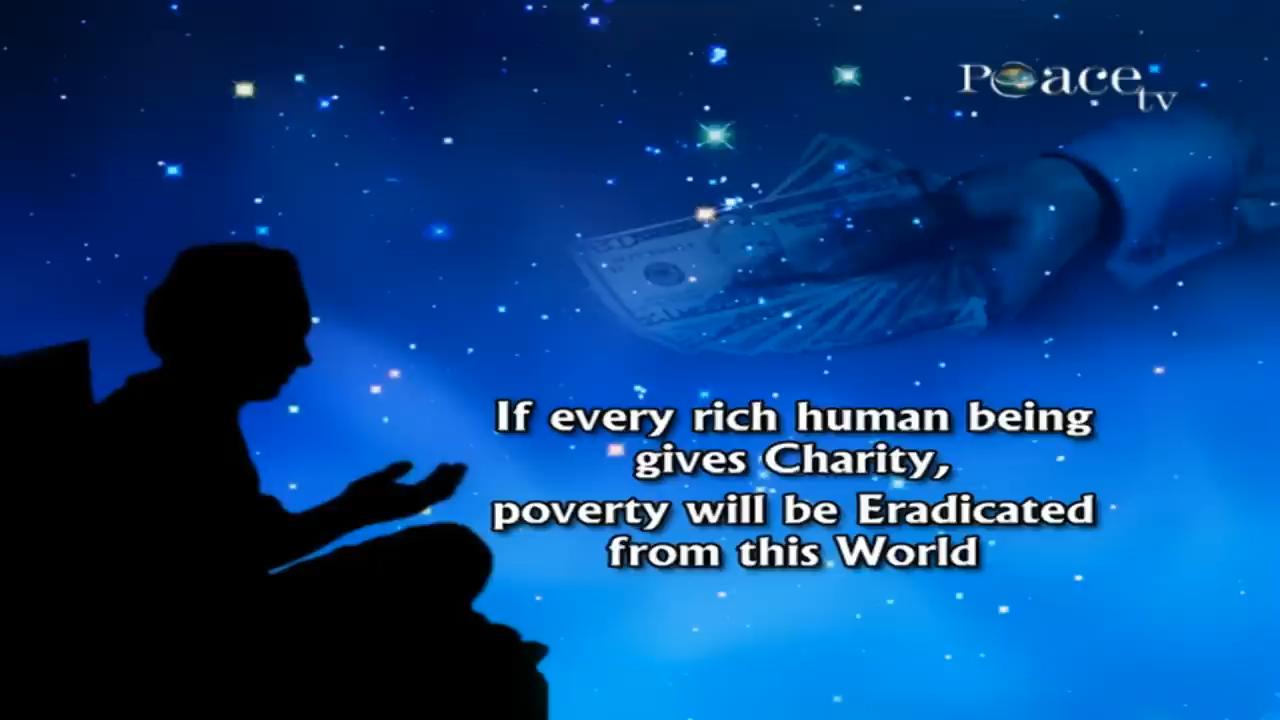 Peace tv
If every rich human being
gives Charity,
poverty will be Eradicated
from this World